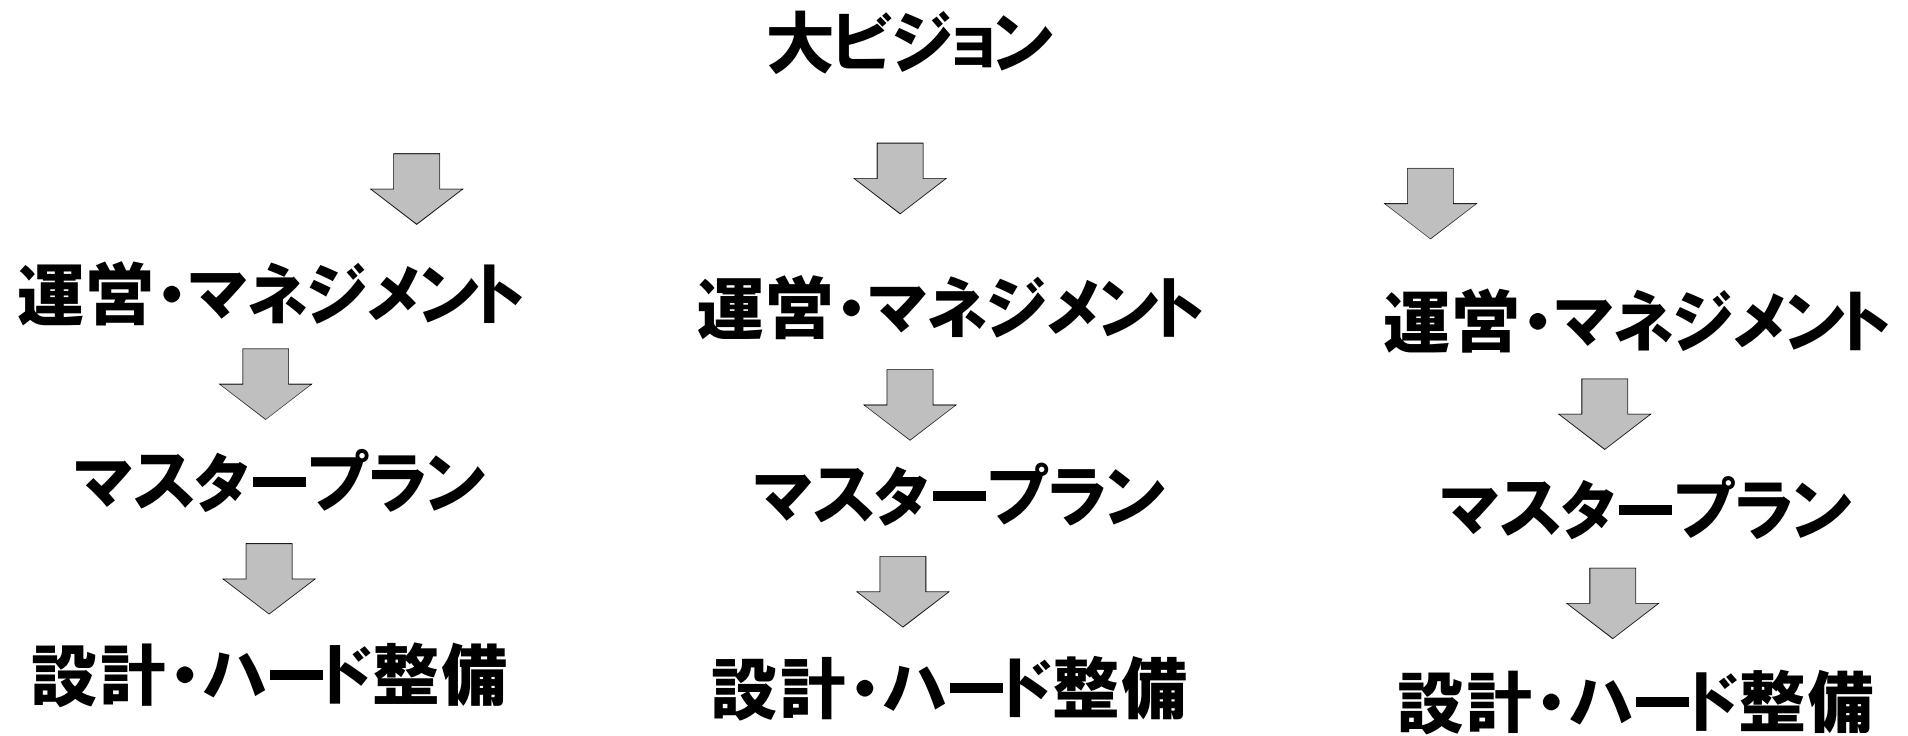 大ビジョン
運営・マネジメント
運営・マネジメント
運営・マネジメント
マスタープラン
マスタープラン
マスタープラン
設計・ハード整備
設計・ハード整備
設計・ハード整備